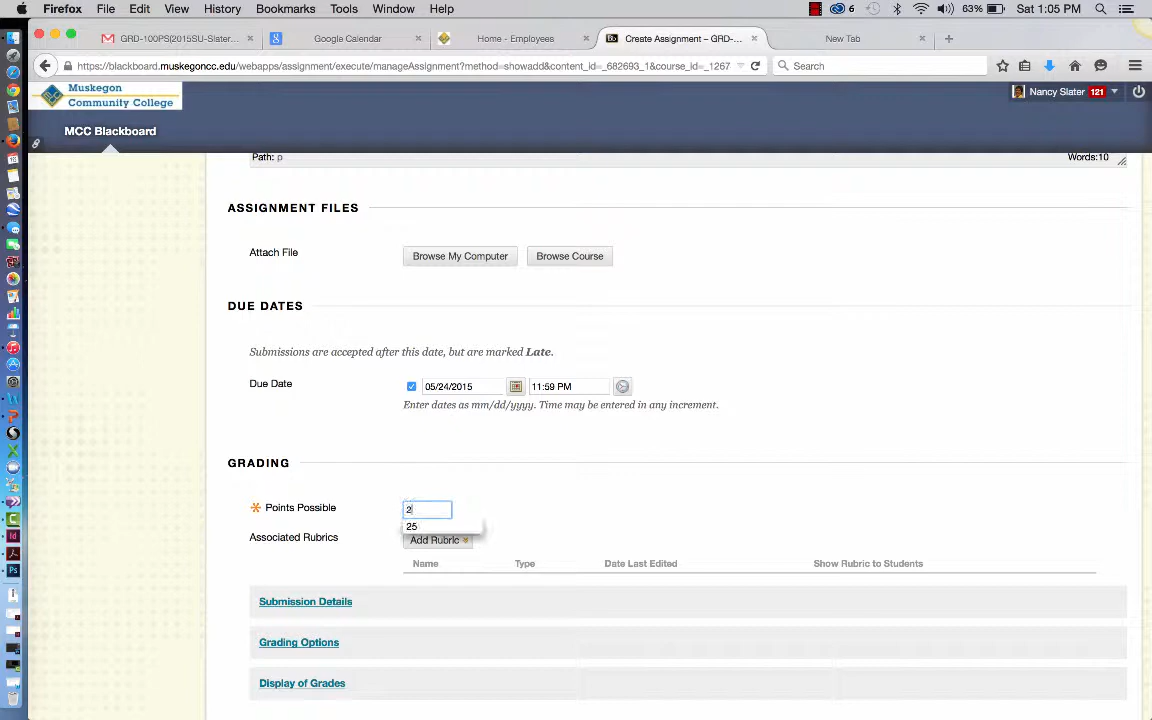 Firefox File Edit View History Bookmarks Tools Window Help 6 63% Sat 1:05 PM
GRD-100PS(2015SU-Slater... × Google Calendar × Home - Employees × Create Assignment – GRD-... × New Tab × +
https://blackboard.muskegoncc.edu/webapps/assignment/execute/manageAssignment?method=showadd&content_id=_682693_1&course_id=_1267 Search
Muskegon
Community College
Nancy Slater 121
MCC Blackboard
Path: p Words:10
ASSIGNMENT FILES
Attach File Browse My Computer Browse Course
DUE DATES
Submissions are accepted after this date, but are marked Late.
Due Date 05/24/2015 11:59 PM
Enter dates as mm/dd/yyyy. Time may be entered in any increment.
GRADING
Points Possible 2
25
Associated Rubrics Add Rubric
Name Type Date Last Edited Show Rubric to Students
Submission Details
Grading Options
Display of Grades